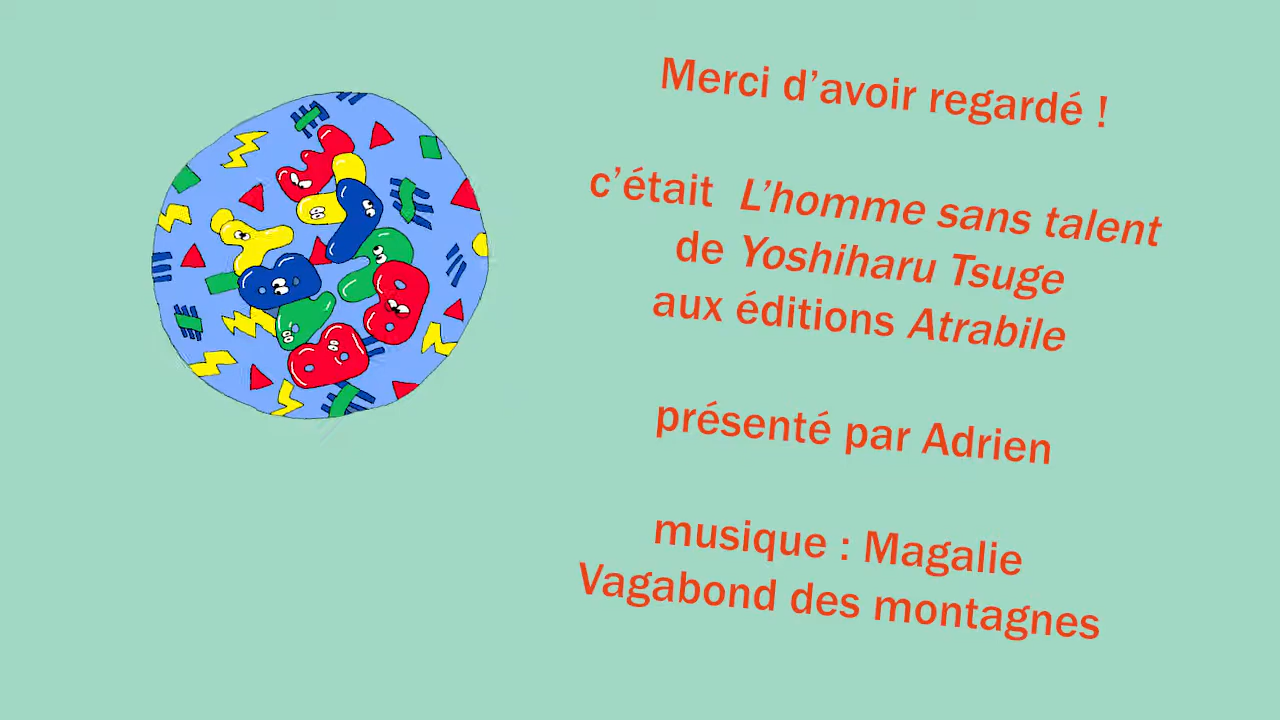 Merci d’avoir regardé !
c’était L’homme sans talent
de Yoshiharu Tsuge
aux éditions Atrabile
présenté par Adrien
musique : Magalie
Vagabond des montagnes